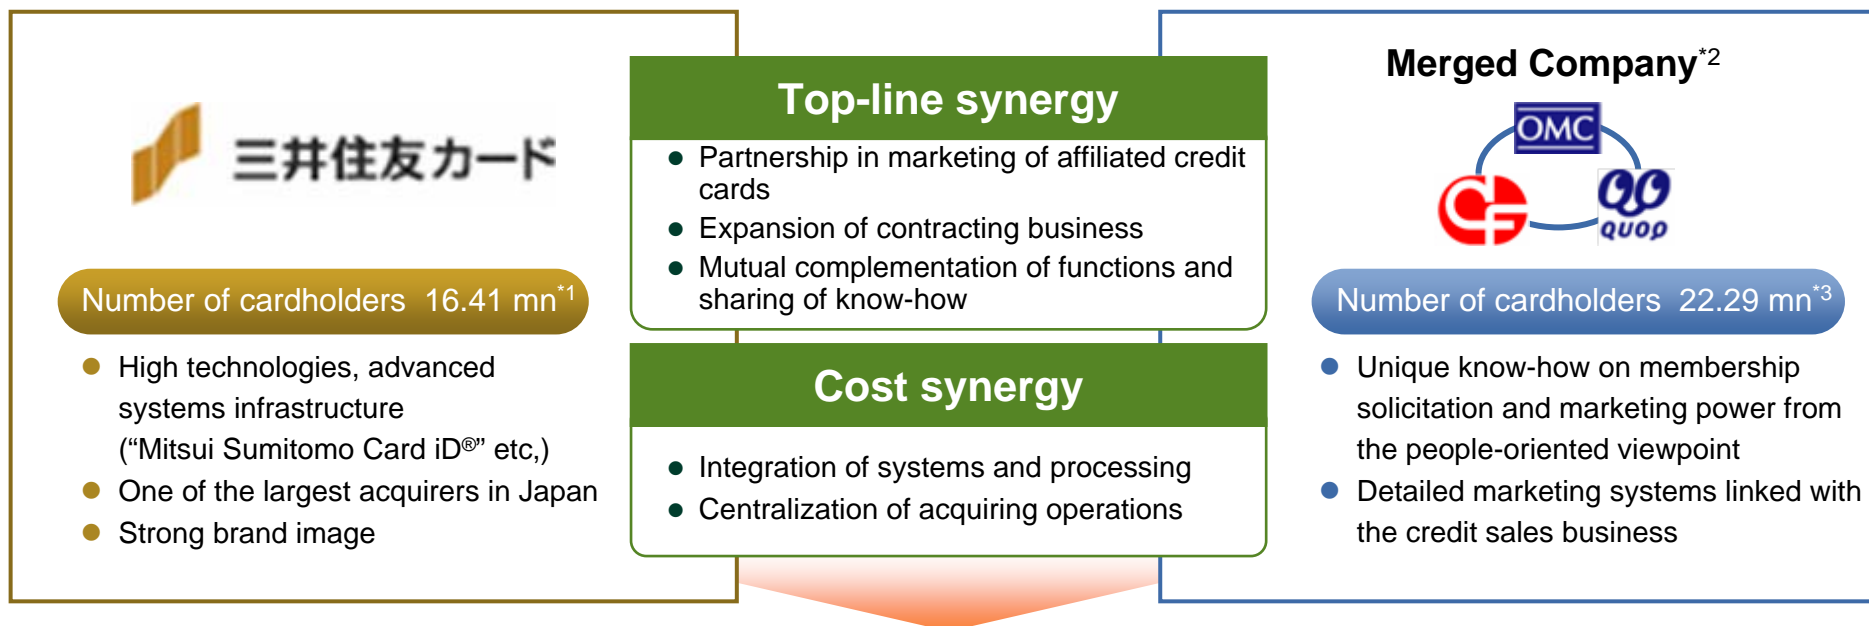 三井住友カード
Number of cardholders 16.41 mn*1
High technologies, advanced
systems infrastructure
(“Mitsui Sumitomo Card iD®” etc,)
One of the largest acquirers in Japan
Strong brand image
Top-line synergy
Partnership in marketing of affiliated credit
cards
Expansion of contracting business
Mutual complementation of functions and
sharing of know-how
Cost synergy
Integration of systems and processing
Centralization of acquiring operations
Merged Company*2
OMC
CF
QUOP
Number of cardholders 22.29 mn*3
Unique know-how on membership
solicitation and marketing power from
the people-oriented viewpoint
Detailed marketing systems linked with
the credit sales business